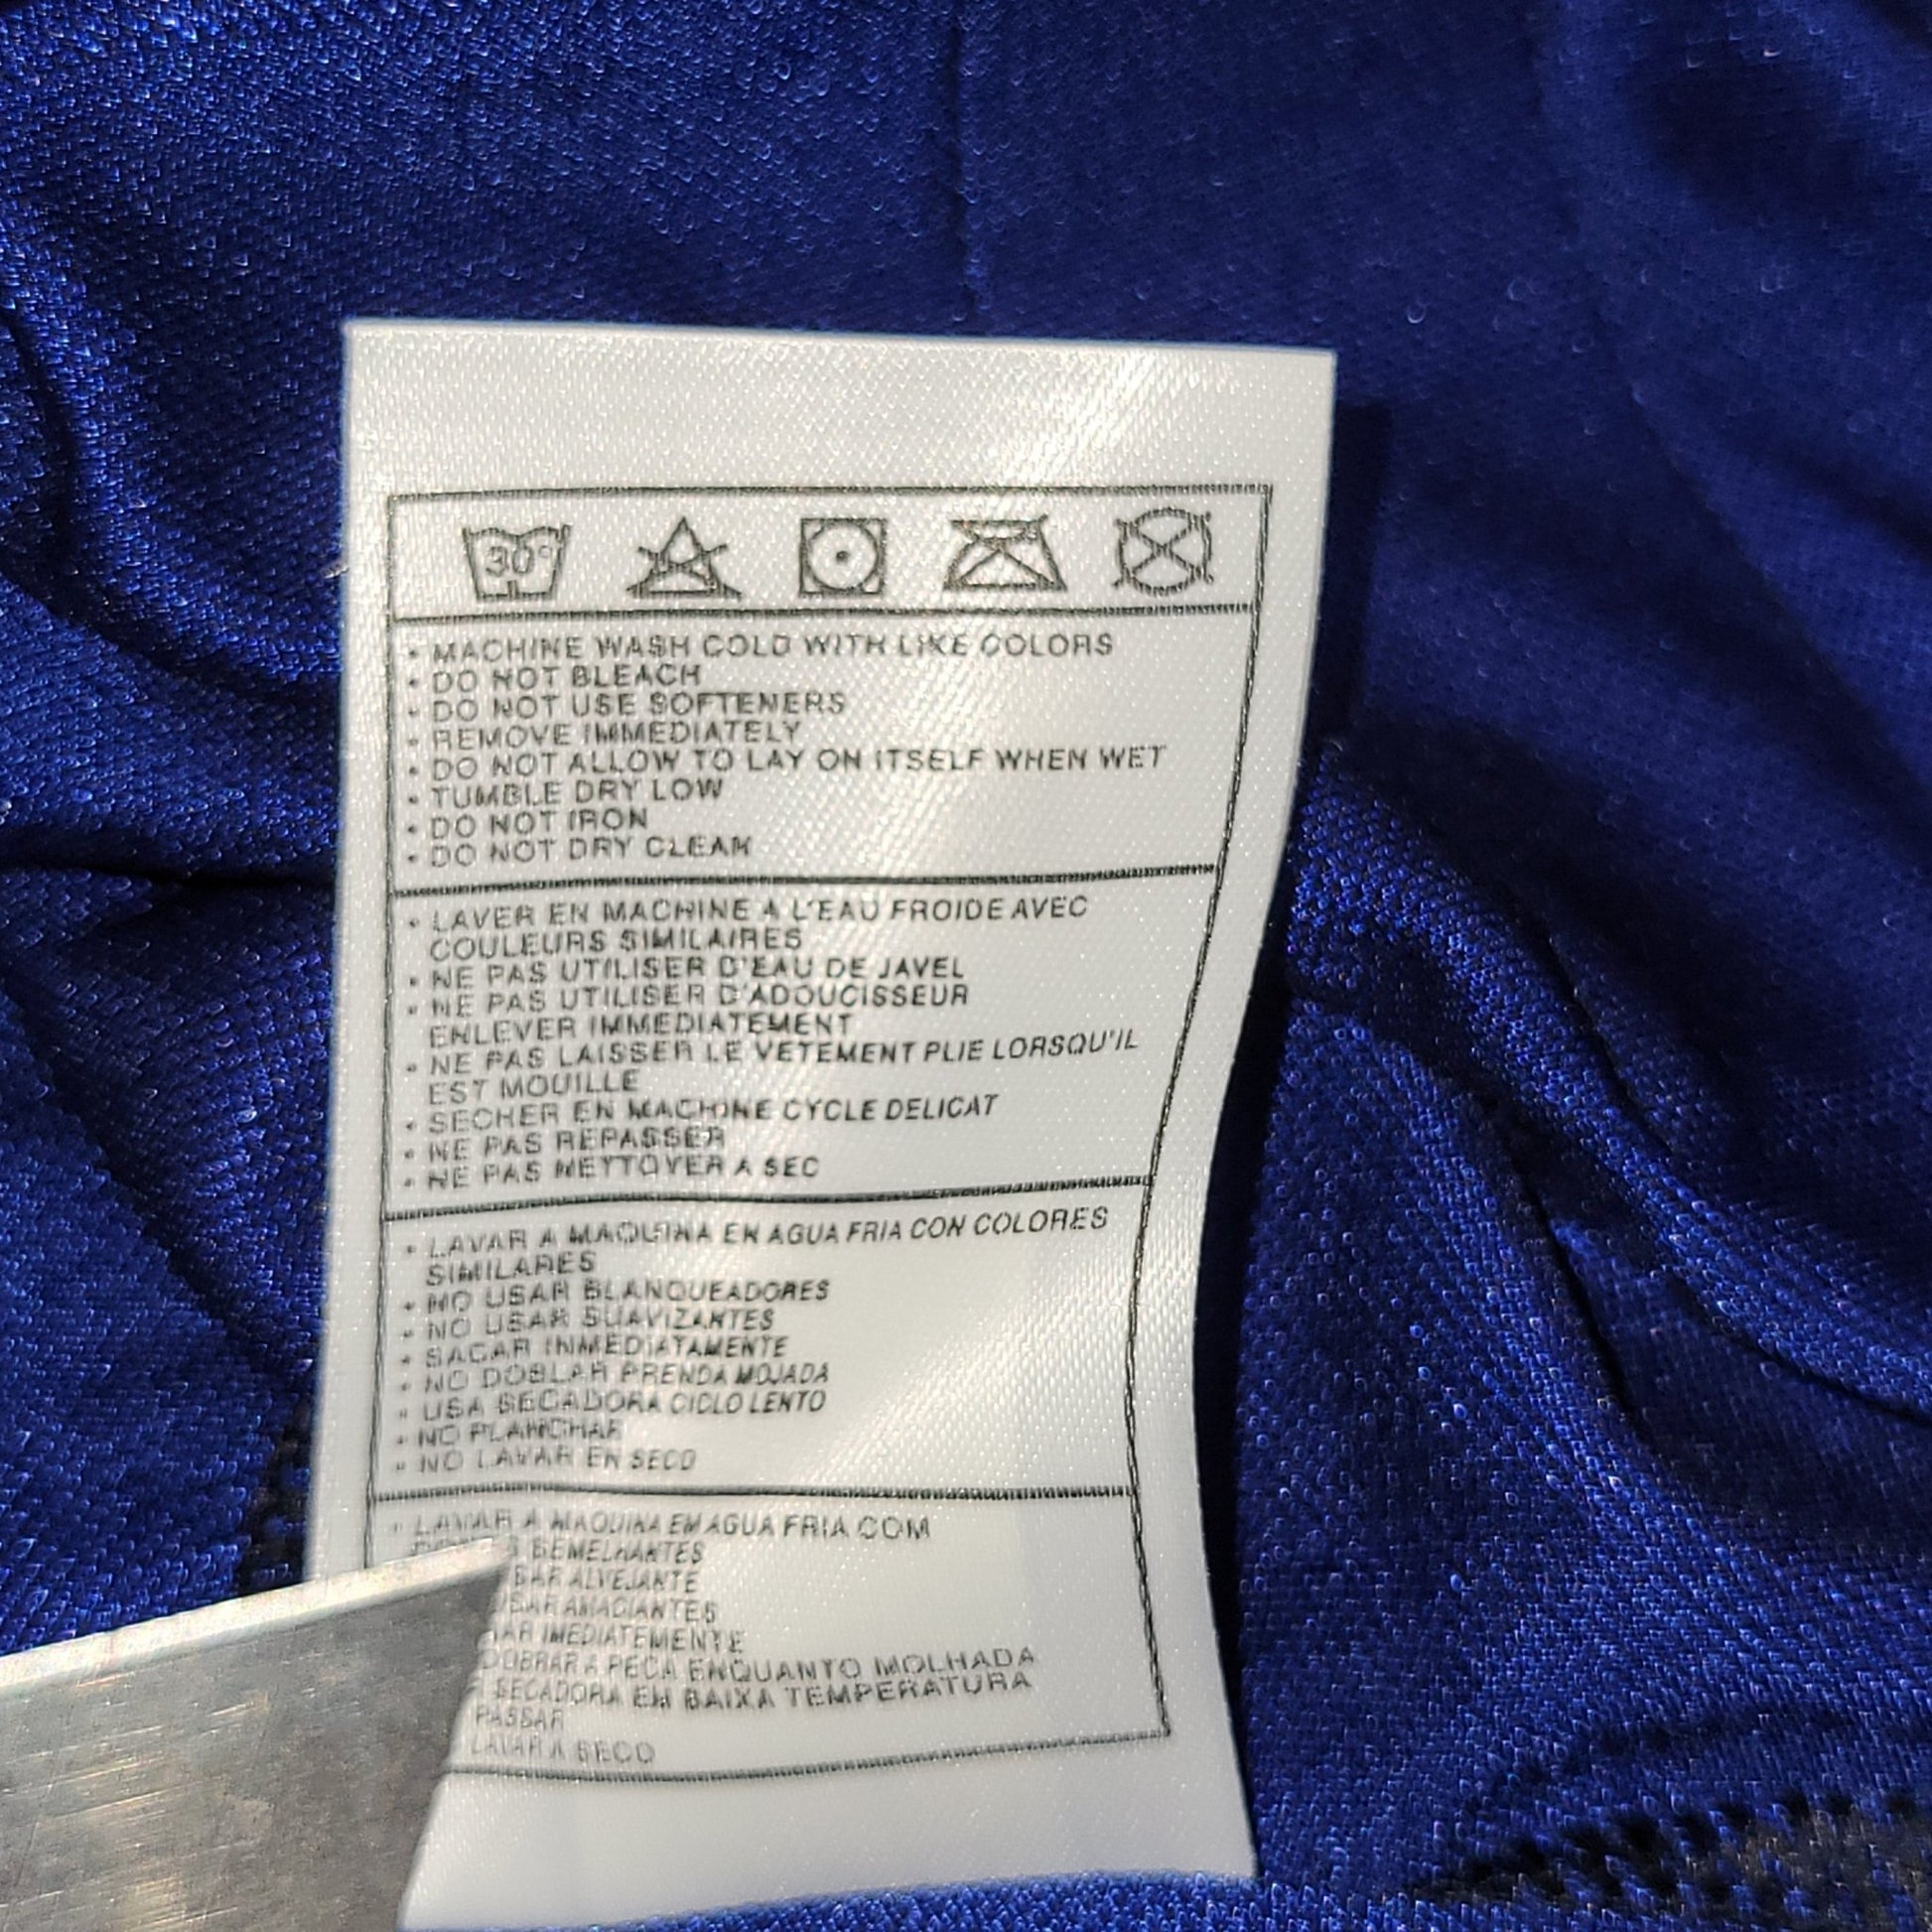 30°
• MACHINE WASH COLD WITH LIKE COLORS
• DO NOT BLEACH
• DO NOT USE SOFTENERS
• REMOVE IMMEDIATELY
• DO NOT ALLOW TO LAY ON ITSELF WHEN WET
• TUMBLE DRY LOW
• DO NOT IRON
• DO NOT DRY CLEAN
• LAVER EN MACHINE A L'EAU FROIDE AVEC
COULEURS SIMILAIRES
• NE PAS UTILISER D'EAU DE JAVEL
• NE PAS UTILISER D'ADOUCISSEUR
ENLEVER IMMEDIATEMENT
• NE PAS LAISSER LE VETEMENT PLIE LORSQU'IL
EST MOUILLE
• SECHER EN MACHINE CYCLE DELICAT
• NE PAS REPASSER
• NE PAS NETTOYER A SEC
• LAVAR A MAQUINA EN AGUA FRIA CON COLORES
SIMILARES
• NO USAR BLANQUEADORES
• NO USAR SUAVIZANTES
• SACAR INMEDIATAMENTE
• NO DOBLAR PRENDA MOJADA
• USA SECADORA CICLO LENTO
• NO PLANCHAR
• NO LAVAR EN SECO
• LAVAR A MAQUINA EM AGUA FRIA COM
SEMELHANTES
ALVEJANTE
AMACIANTES
IMEDIATEMENTE
DOBRAR A PECA ENQUANTO MOLHADA
SECADORA EM BAIXA TEMPERATURA
PASSAR
LAVAR A SECO